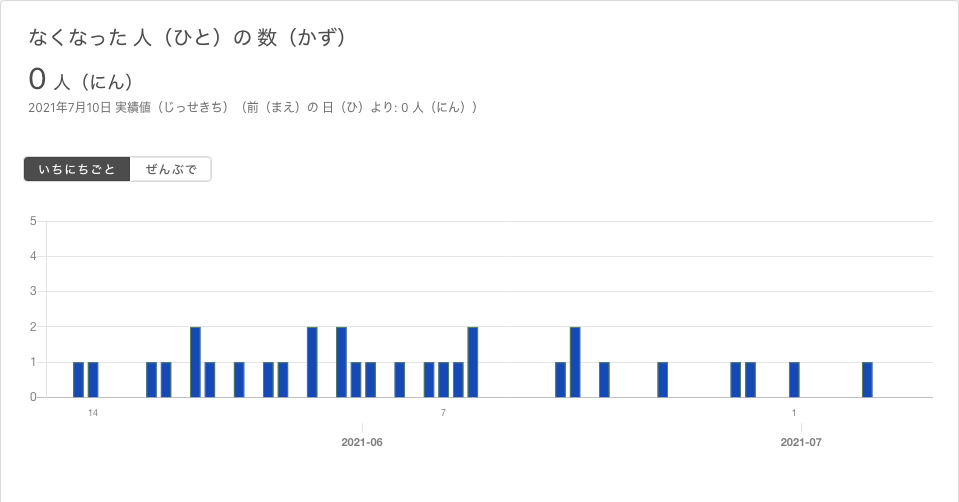 なくなった 人（ひと）の 数（かず）
0 人（にん）
2021年7月10日 実績値（じっせきち）（前（まえ）の 日（ひ）より: 0 人（にん））
いちにちごと ぜんぶで
5
4
3
2
1
0
14 7 1
2021-06 2021-07